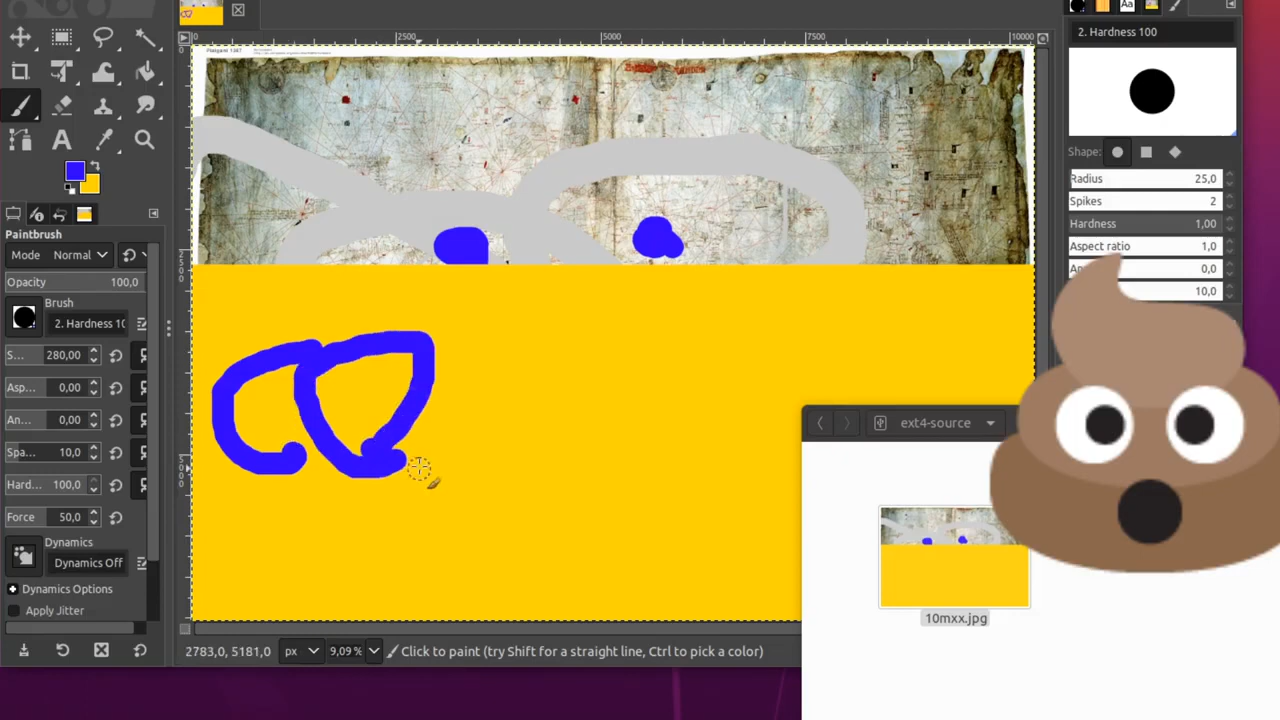 2500
5000
7500
10000
0
2500
5000
Paintbrush
Mode Normal
Opacity 100,0
Brush
2. Hardness 10
S... 280,00
Asp... 0,00
An... 0,00
Spa... 10,0
Hard... 100,0
Force 50,0
Dynamics
Dynamics Off
Dynamics Options
Apply Jitter
2783,0, 5181,0 px 9,09 % Click to paint (try Shift for a straight line, Ctrl to pick a color)
Aa
2. Hardness 100
Shape:
Radius 25,0
Spikes 2
Hardness 1,00
Aspect ratio 1,0
0,0
10,0
ext4-source
10mxx.jpg